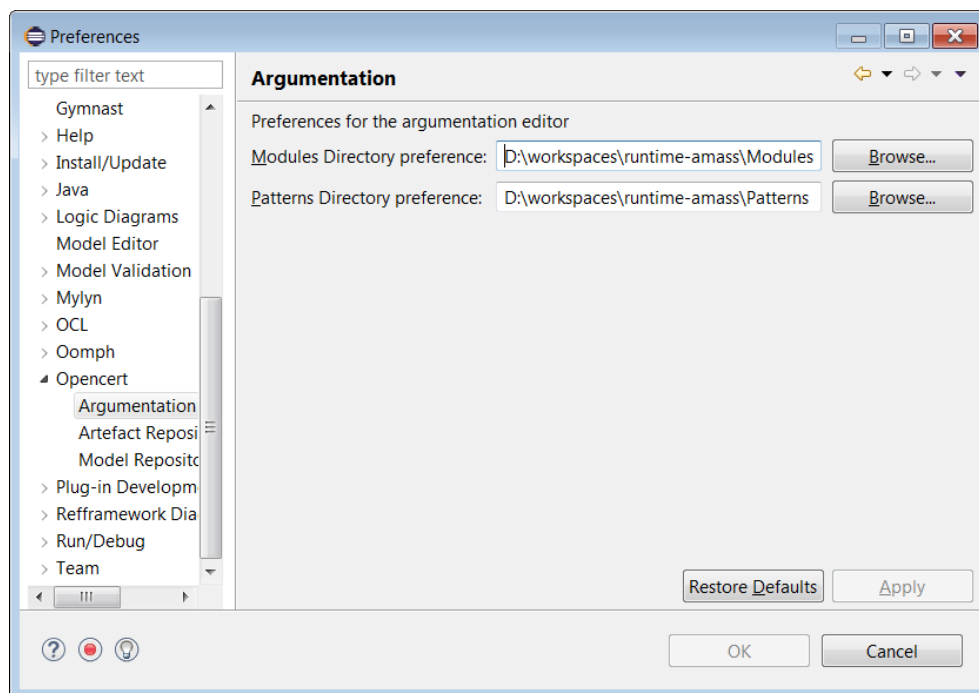 Preferences
type filter text
Gymnast
Help
Install/Update
Java
Logic Diagrams
Model Editor
Model Validation
Mylyn
OCL
Oomph
Opencert
Argumentation
Artefact Reposi
Model Reposito
Plug-in Developm
Refframework Dia
Run/Debug
Team
Argumentation
Preferences for the argumentation editor
Modules Directory preference: D:\workspaces\runtime-amass\Modules Browse...
Patterns Directory preference: D:\workspaces\runtime-amass\Patterns Browse...
Restore Defaults Apply
OK Cancel